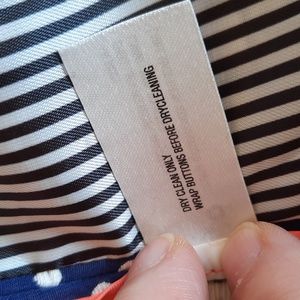 DRY CLEAN ONLY
WRAP BUTTONS BEFORE DRYCLEANING